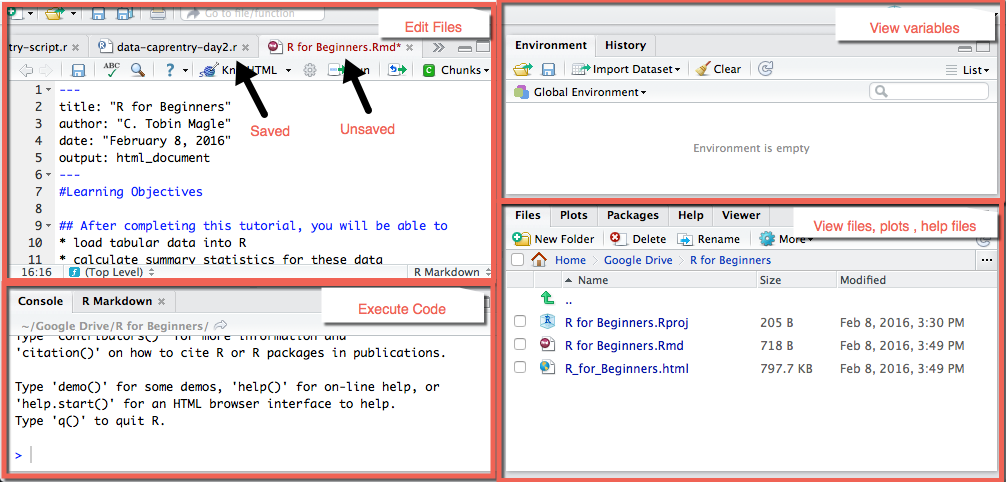 Go to file/function
Edit Files
try-script.r
data-caprentry-day2.r
R for Beginners.Rmd*
ABC
Knit HTML
Run
Chunks
1 ---
2 title: "R for Beginners"
3 author: "C. Tobin Magle"
4 date: "February 8, 2016"
5 output: html_document
6 ---
7 #Learning Objectives
8
9 ## After completing this tutorial, you will be able to
10 * load tabular data into R
11 * calculate summary statistics for these data
Saved
Unsaved
16:16
(Top Level)
R Markdown
View variables
Environment
History
Import Dataset
Clear
List
Global Environment
Environment is empty
Console
R Markdown
Execute Code
~/Google Drive/R for Beginners/
Type 'contributors()' for more information and
'citation()' on how to cite R or R packages in publications.
Type 'demo()' for some demos, 'help()' for on-line help, or
'help.start()' for an HTML browser interface to help.
Type 'q()' to quit R.
>
Files
Plots
Packages
Help
Viewer
View files, plots , help files
New Folder
Delete
Rename
More
Home
Google Drive
R for Beginners
...
Name
Size
Modified
..
R for Beginners.Rproj
205 B
Feb 8, 2016, 3:30 PM
R for Beginners.Rmd
718 B
Feb 8, 2016, 3:49 PM
R_for_Beginners.html
797.7 KB
Feb 8, 2016, 3:49 PM